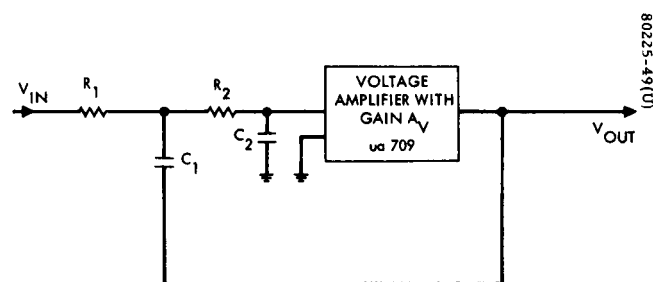 80225-49(U)
V_IN
R_1
R_2
C_1
C_2
VOLTAGE
AMPLIFIER WITH
GAIN A_V
ua 709
V_OUT